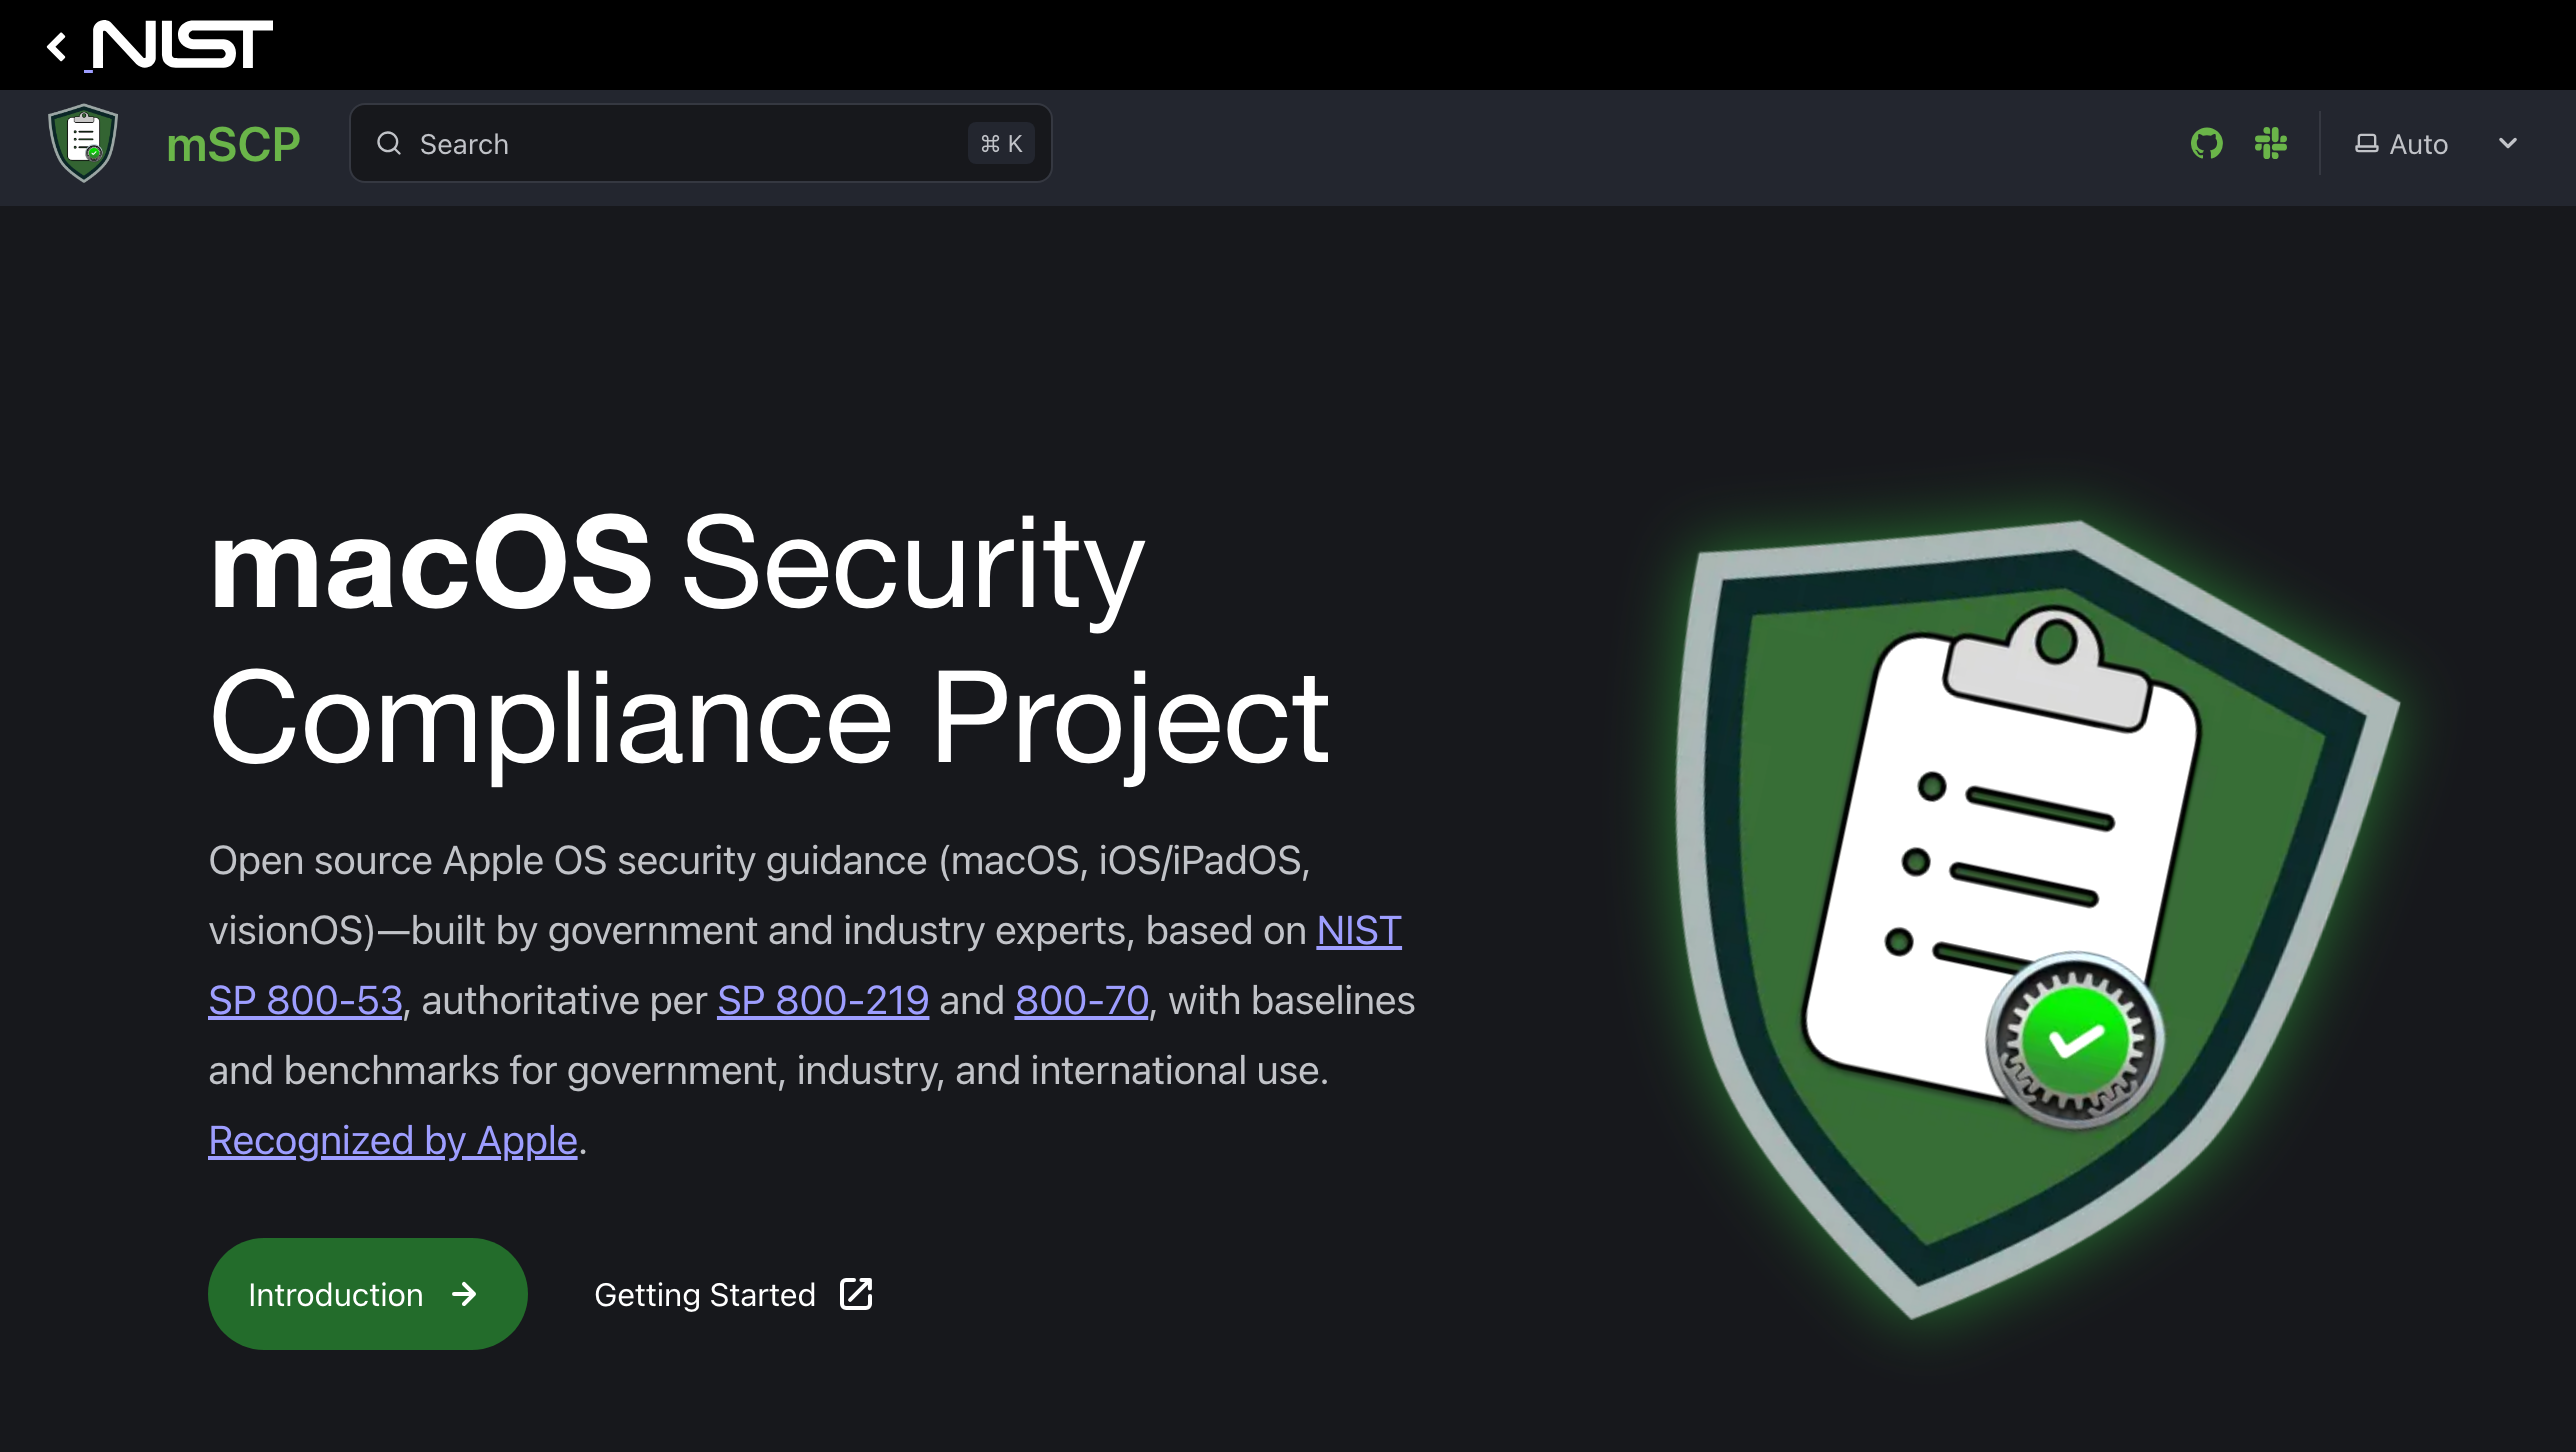 NIST
mSCP
Search
⌘ K
Auto
macOS Security
Compliance Project
Open source Apple OS security guidance (macOS, iOS/iPadOS,
visionOS)—built by government and industry experts, based on NIST
SP 800-53, authoritative per SP 800-219 and 800-70, with baselines
and benchmarks for government, industry, and international use.
Recognized by Apple.
Introduction →
Getting Started